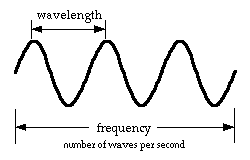 wavelength
frequency
number of waves per second